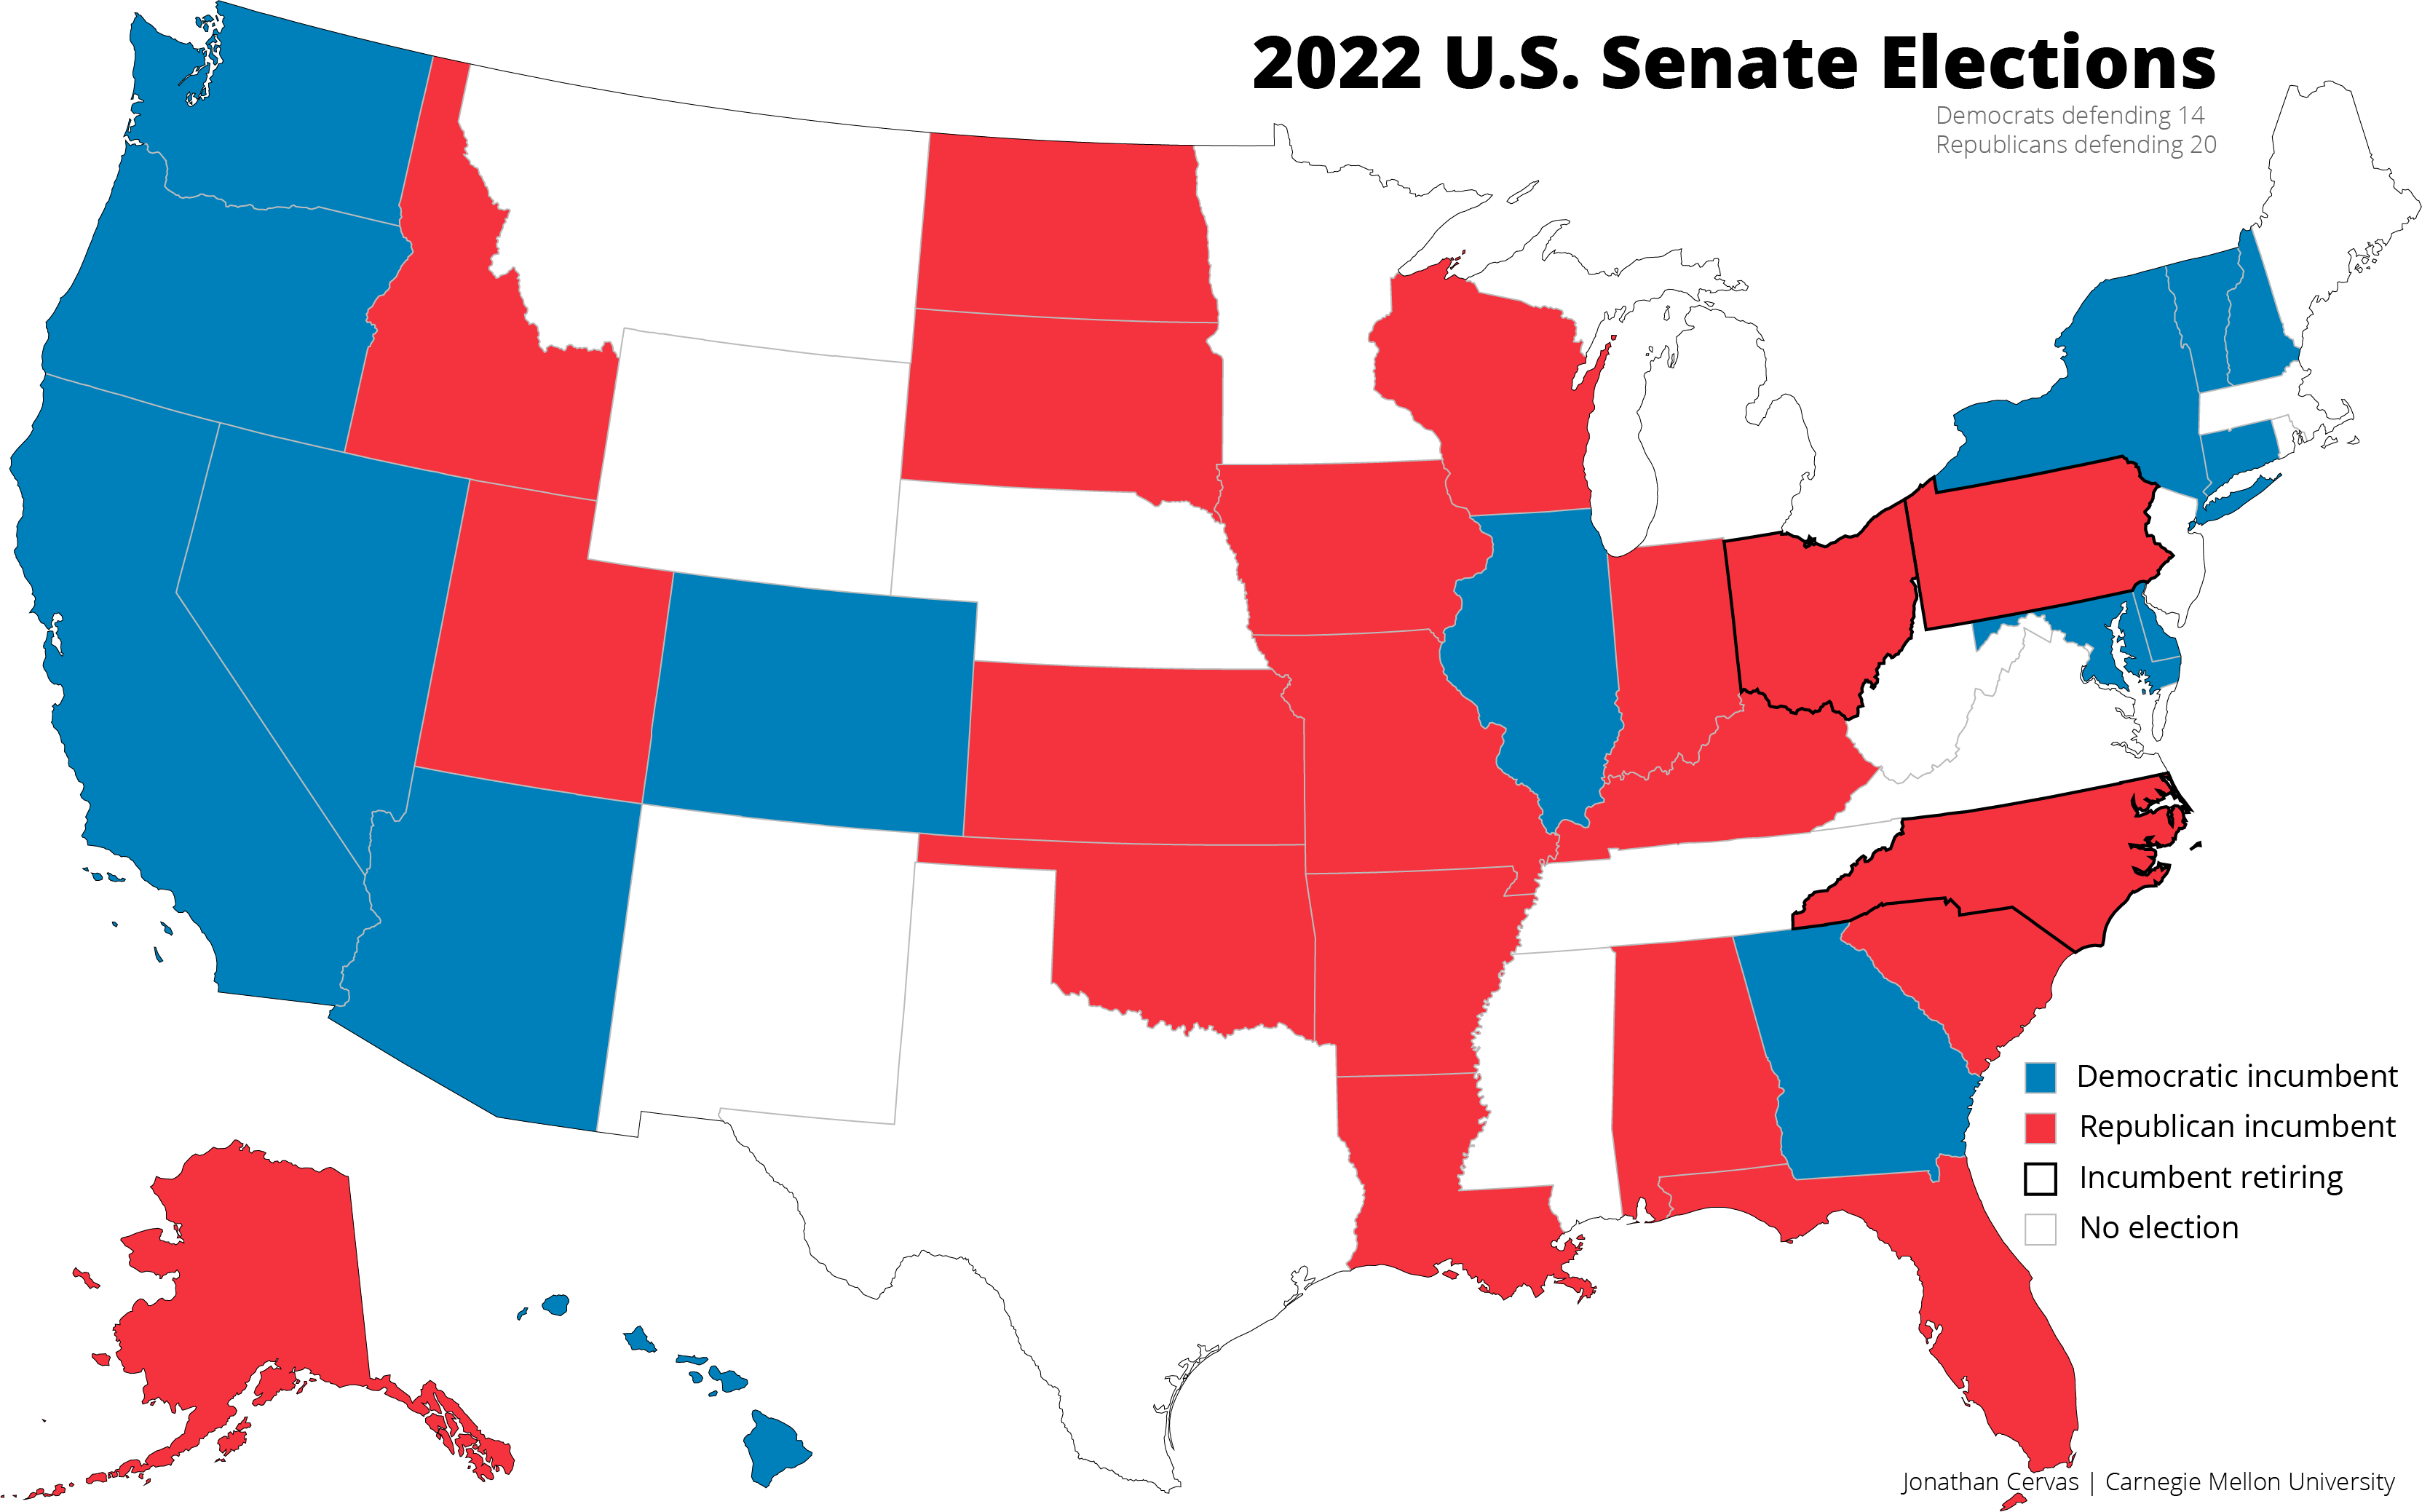 2022 U.S. Senate Elections
Democrats defending 14
Republicans defending 20
Democratic incumbent
Republican incumbent
Incumbent retiring
No election
Jonathan Cervas | Carnegie Mellon University